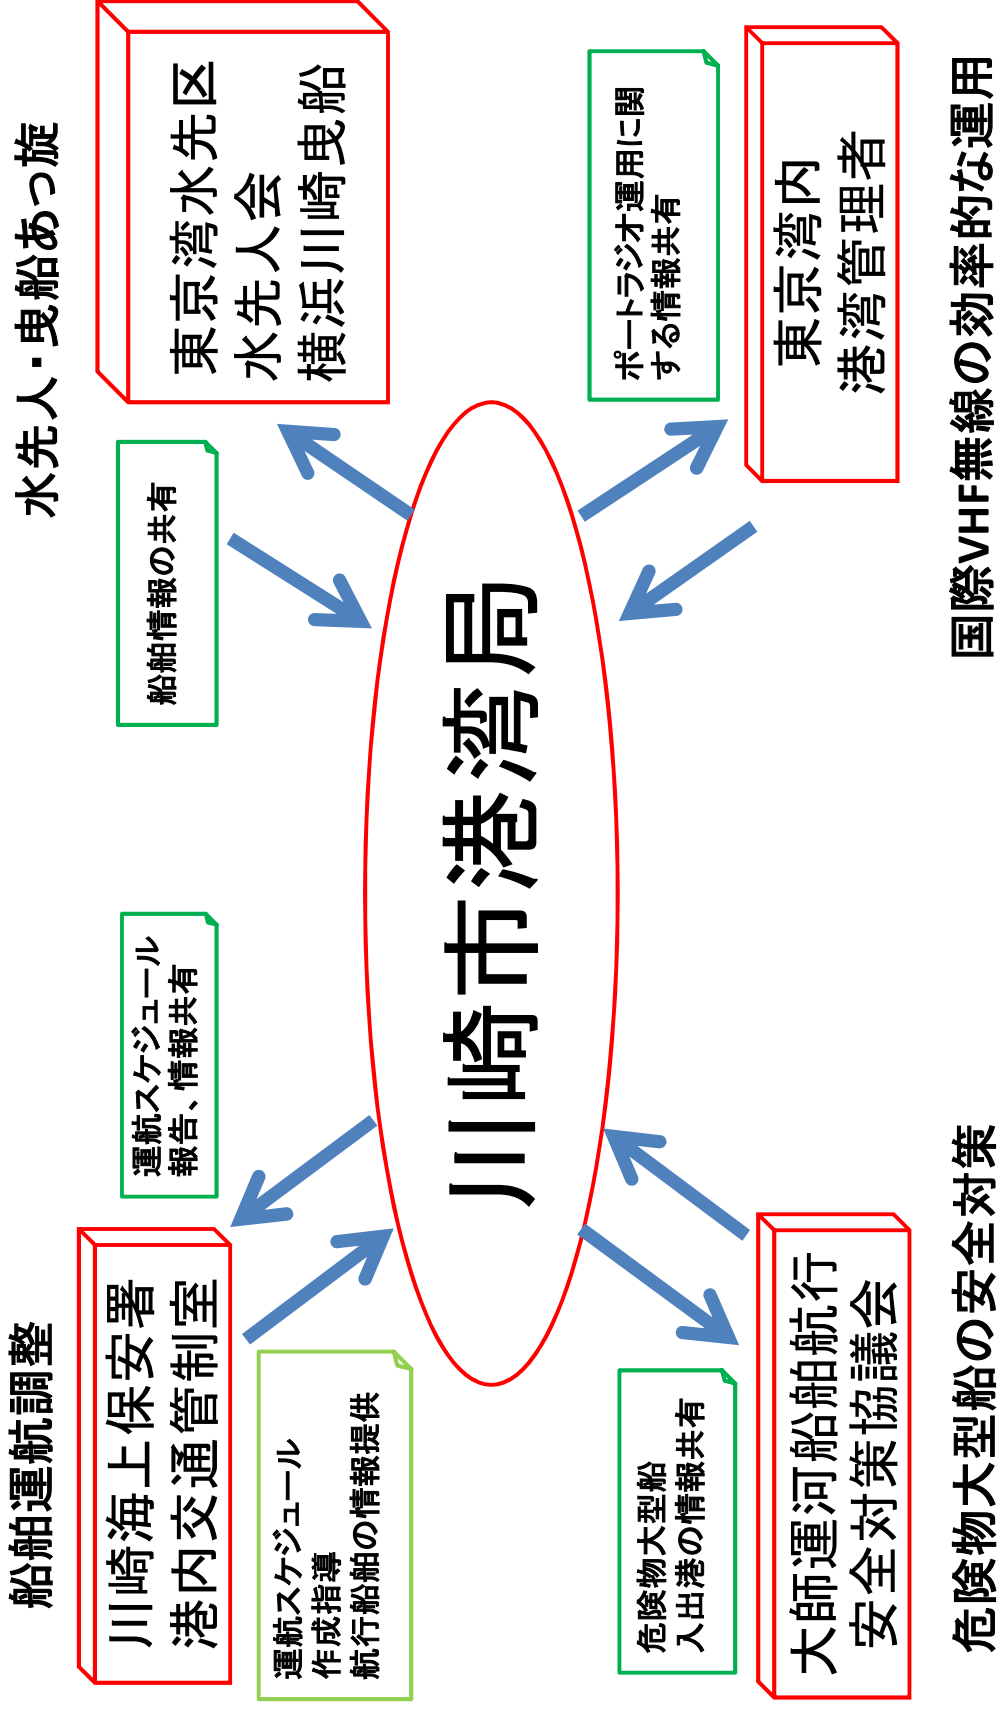 船舶運航調整
川崎海上保安署
港内交通管制室
運航スケジュール
報告、情報共有
運航スケジュール
作成指導
航行船舶の情報提供
水先人・曳船あっ旋
東京湾水先区
水先人会
横浜川崎曳船
船舶情報の共有
川崎市港湾局
危険物大型船
入出港の情報共有
大師運河船舶航行
安全対策協議会
危険物大型船の安全対策
ポートラジオ運用に関
する情報共有
東京湾内
港湾管理者
国際VHF無線の効率的な運用